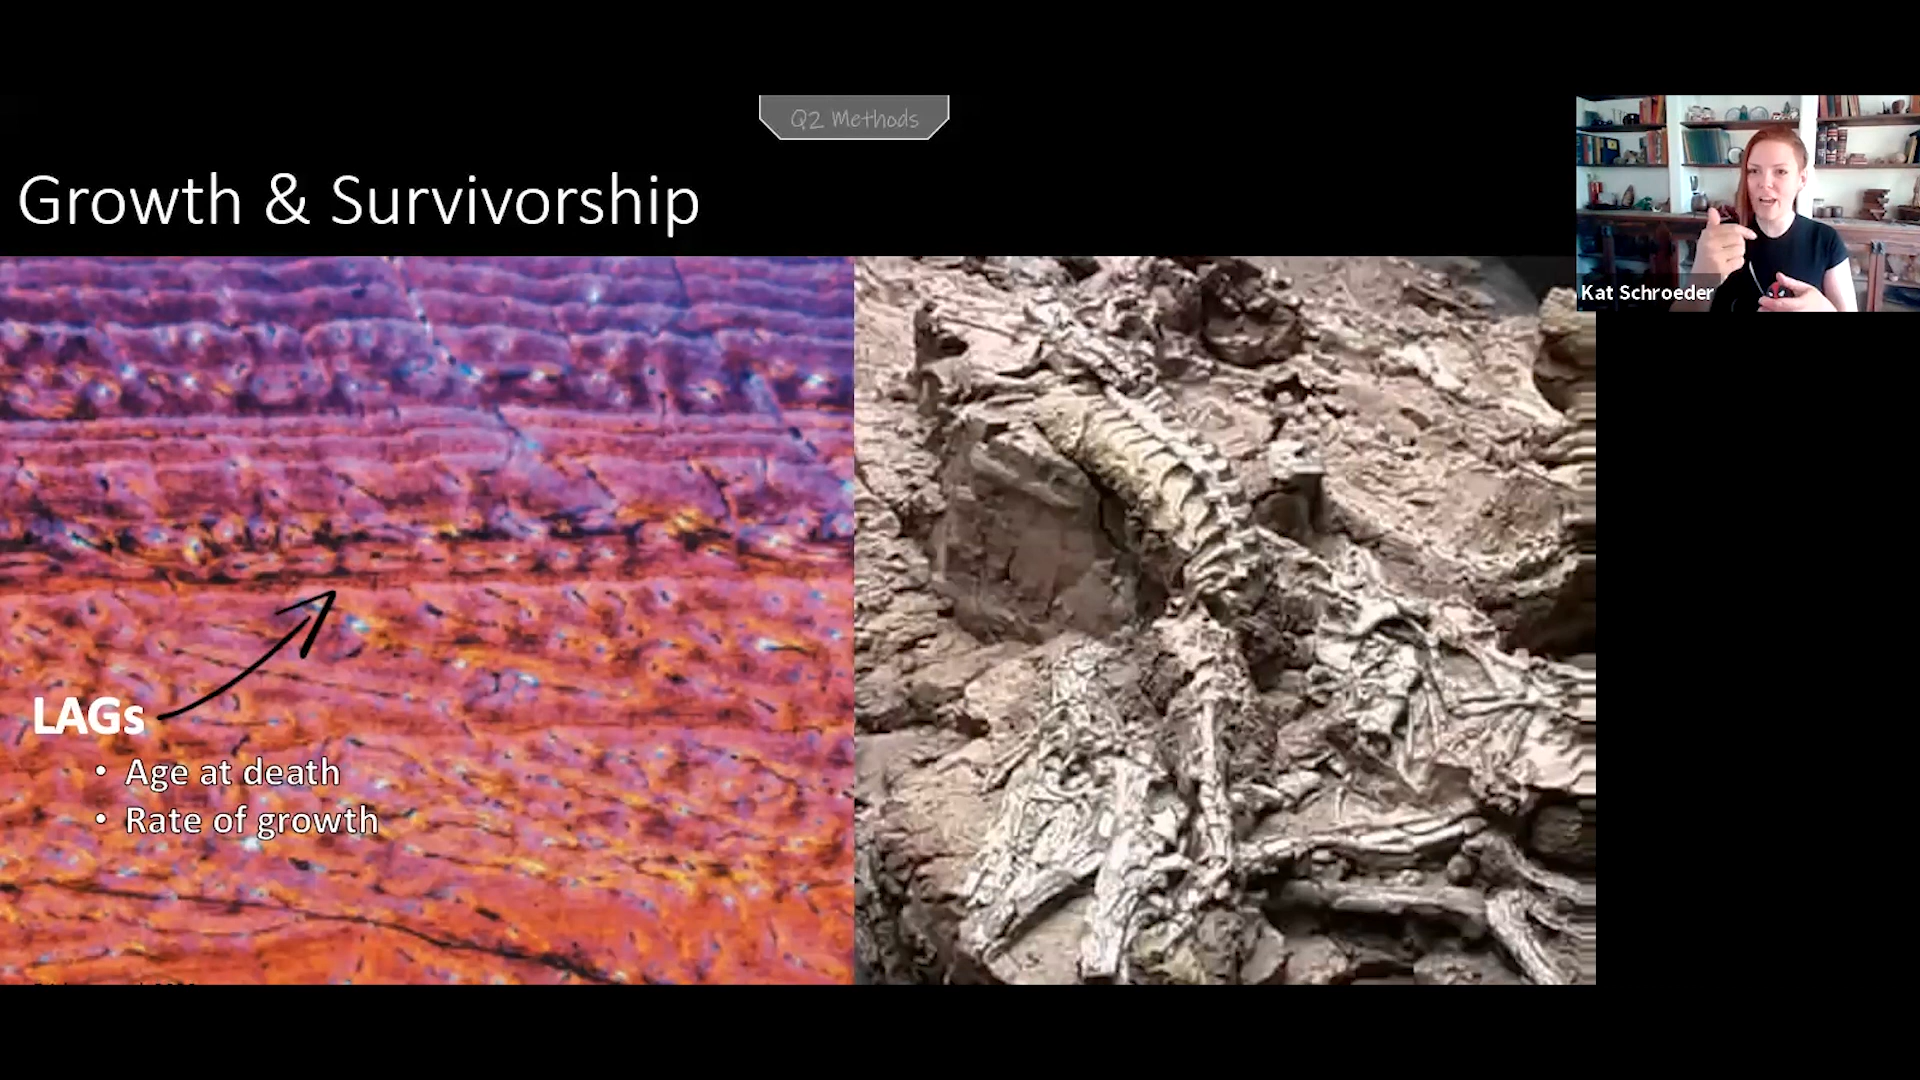 Q2 Methods
Growth & Survivorship
Kat Schroeder
LAGs
• Age at death
• Rate of growth